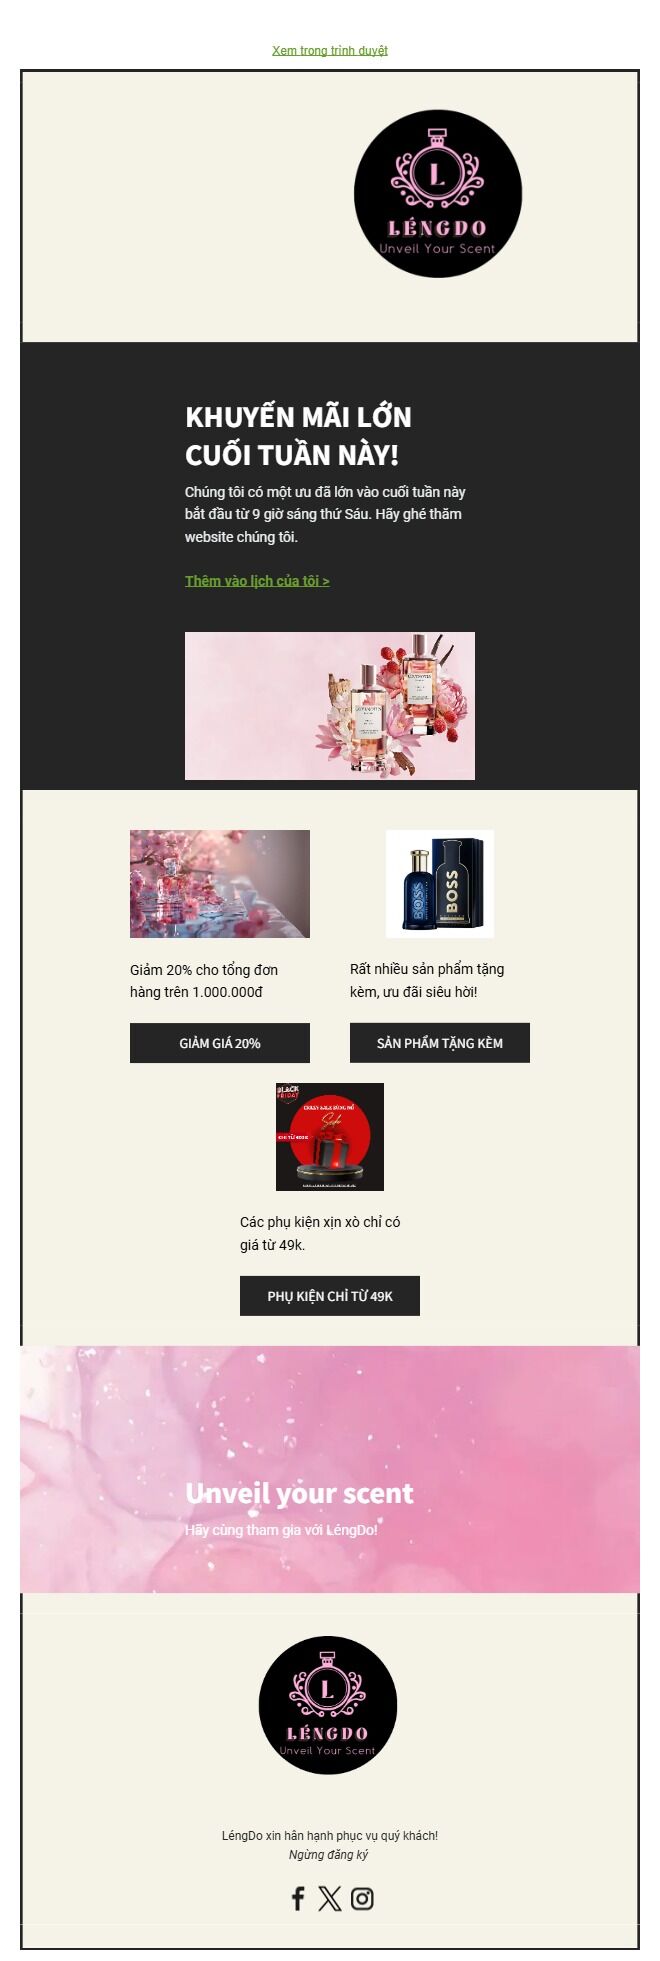 Xem trong trình duyệt
L
LÉNGDO
Unveil Your Scent
KHUYẾN MÃI LỚN
CUỐI TUẦN NÀY!
Chúng tôi có một ưu đã lớn vào cuối tuần này
bắt đầu từ 9 giờ sáng thứ Sáu. Hãy ghé thăm
website chúng tôi.
Thêm vào lịch của tôi >
BOSS
BOSS
Giảm 20% cho tổng đơn
hàng trên 1.000.000đ
Rất nhiều sản phẩm tặng
kèm, ưu đãi siêu hời!
GIẢM GIÁ 20%
SẢN PHẨM TẶNG KÈM
BLACK
FRIDAY
Các phụ kiện xịn xò chỉ có
giá từ 49k.
PHỤ KIỆN CHỈ TỪ 49K
Unveil your scent
Hãy cùng tham gia với LéngDo!
L
LÉNGDO
Unveil Your Scent
LéngDo xin hân hạnh phục vụ quý khách!
Ngừng đăng ký